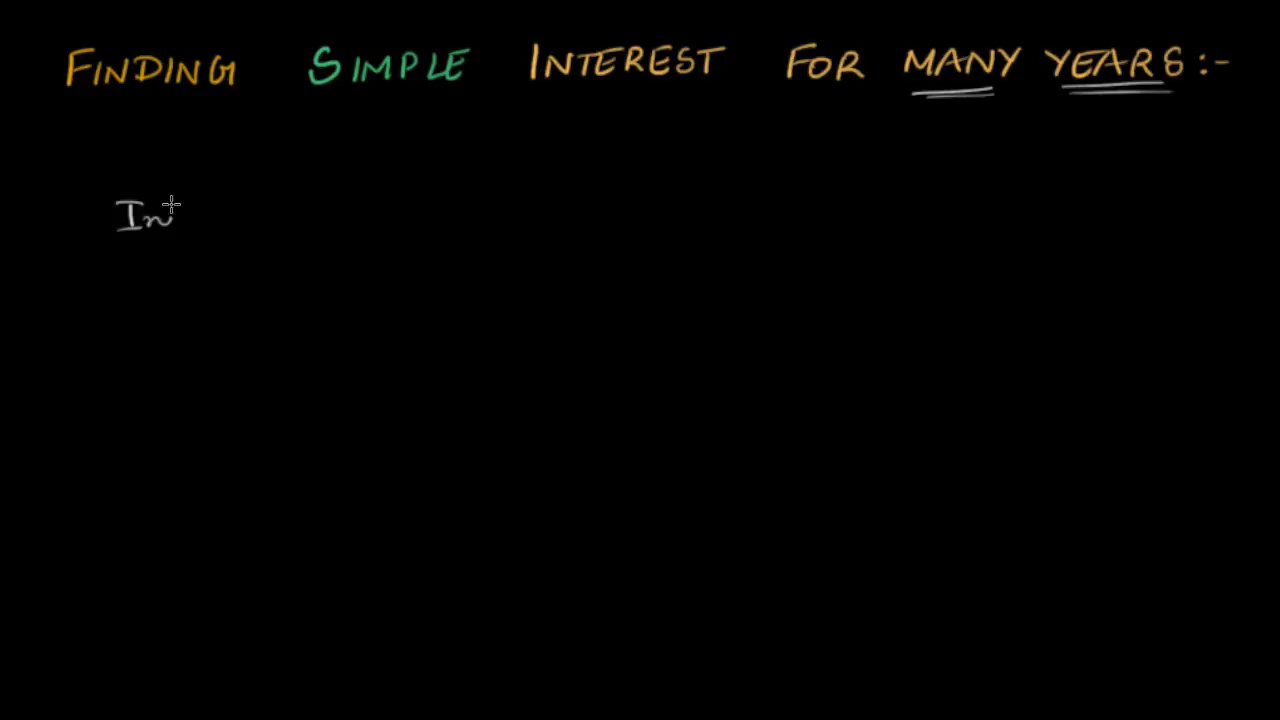 FINDING SIMPLE INTEREST FOR MANY YEARS :-
In